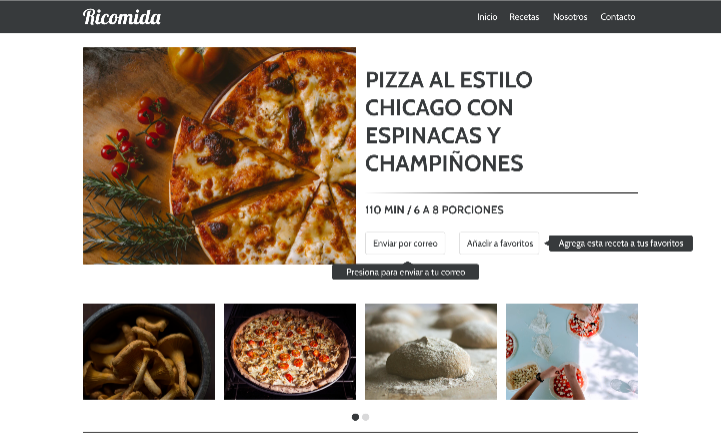 Ricomida
Inicio Recetas Nosotros Contacto
PIZZA AL ESTILO
CHICAGO CON
ESPINACAS Y
CHAMPIÑONES
110 MIN / 6 A 8 PORCIONES
Enviar por correo Añadir a favoritos Agrega esta receta a tus favoritos
Presiona para enviar a tu correo